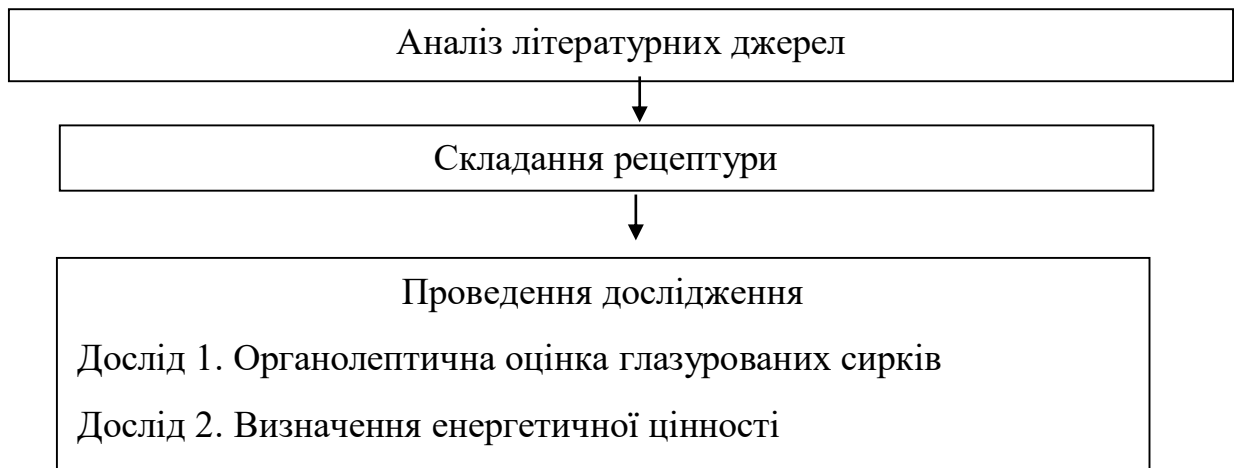 Аналіз літературних джерел
Складання рецептури
Проведення дослідження
Дослід 1. Органолептична оцінка глазурованих сирків
Дослід 2. Визначення енергетичної цінності